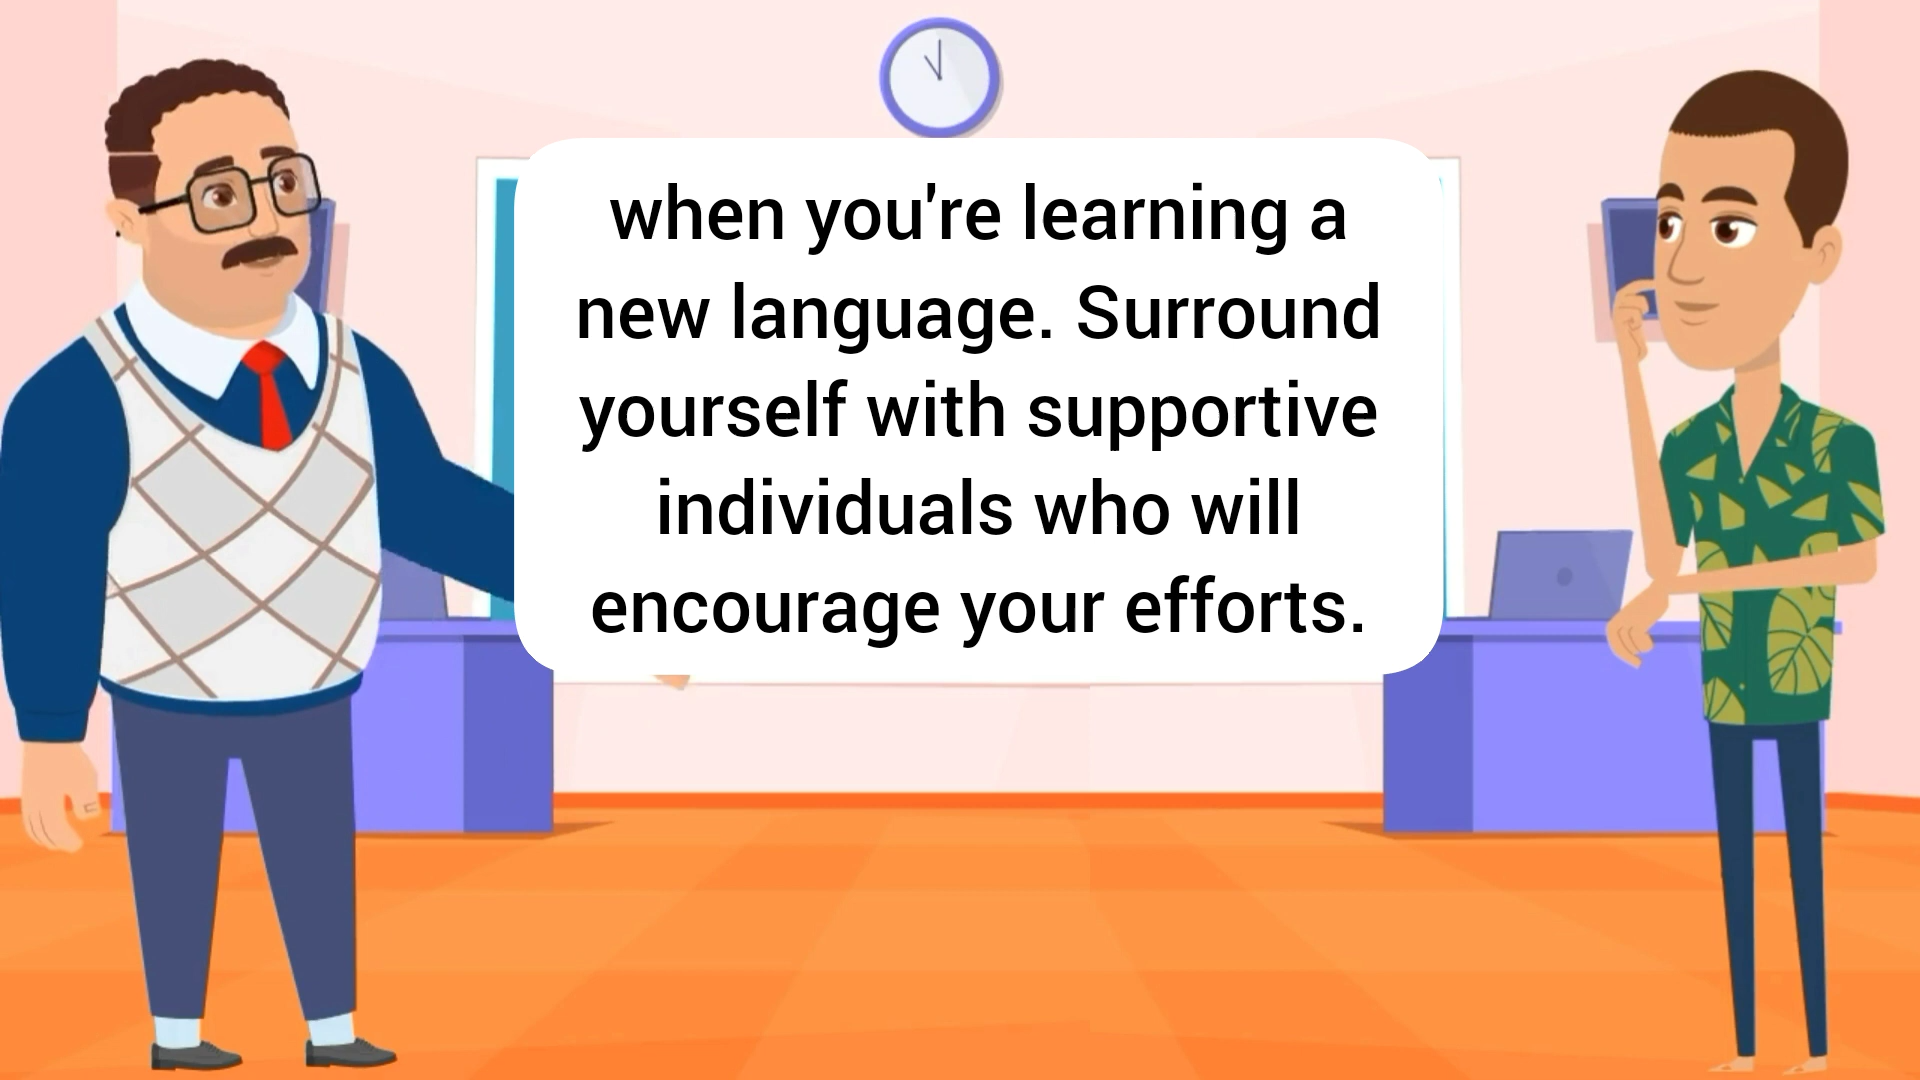 when you're learning a
new language. Surround
yourself with supportive
individuals who will
encourage your efforts.